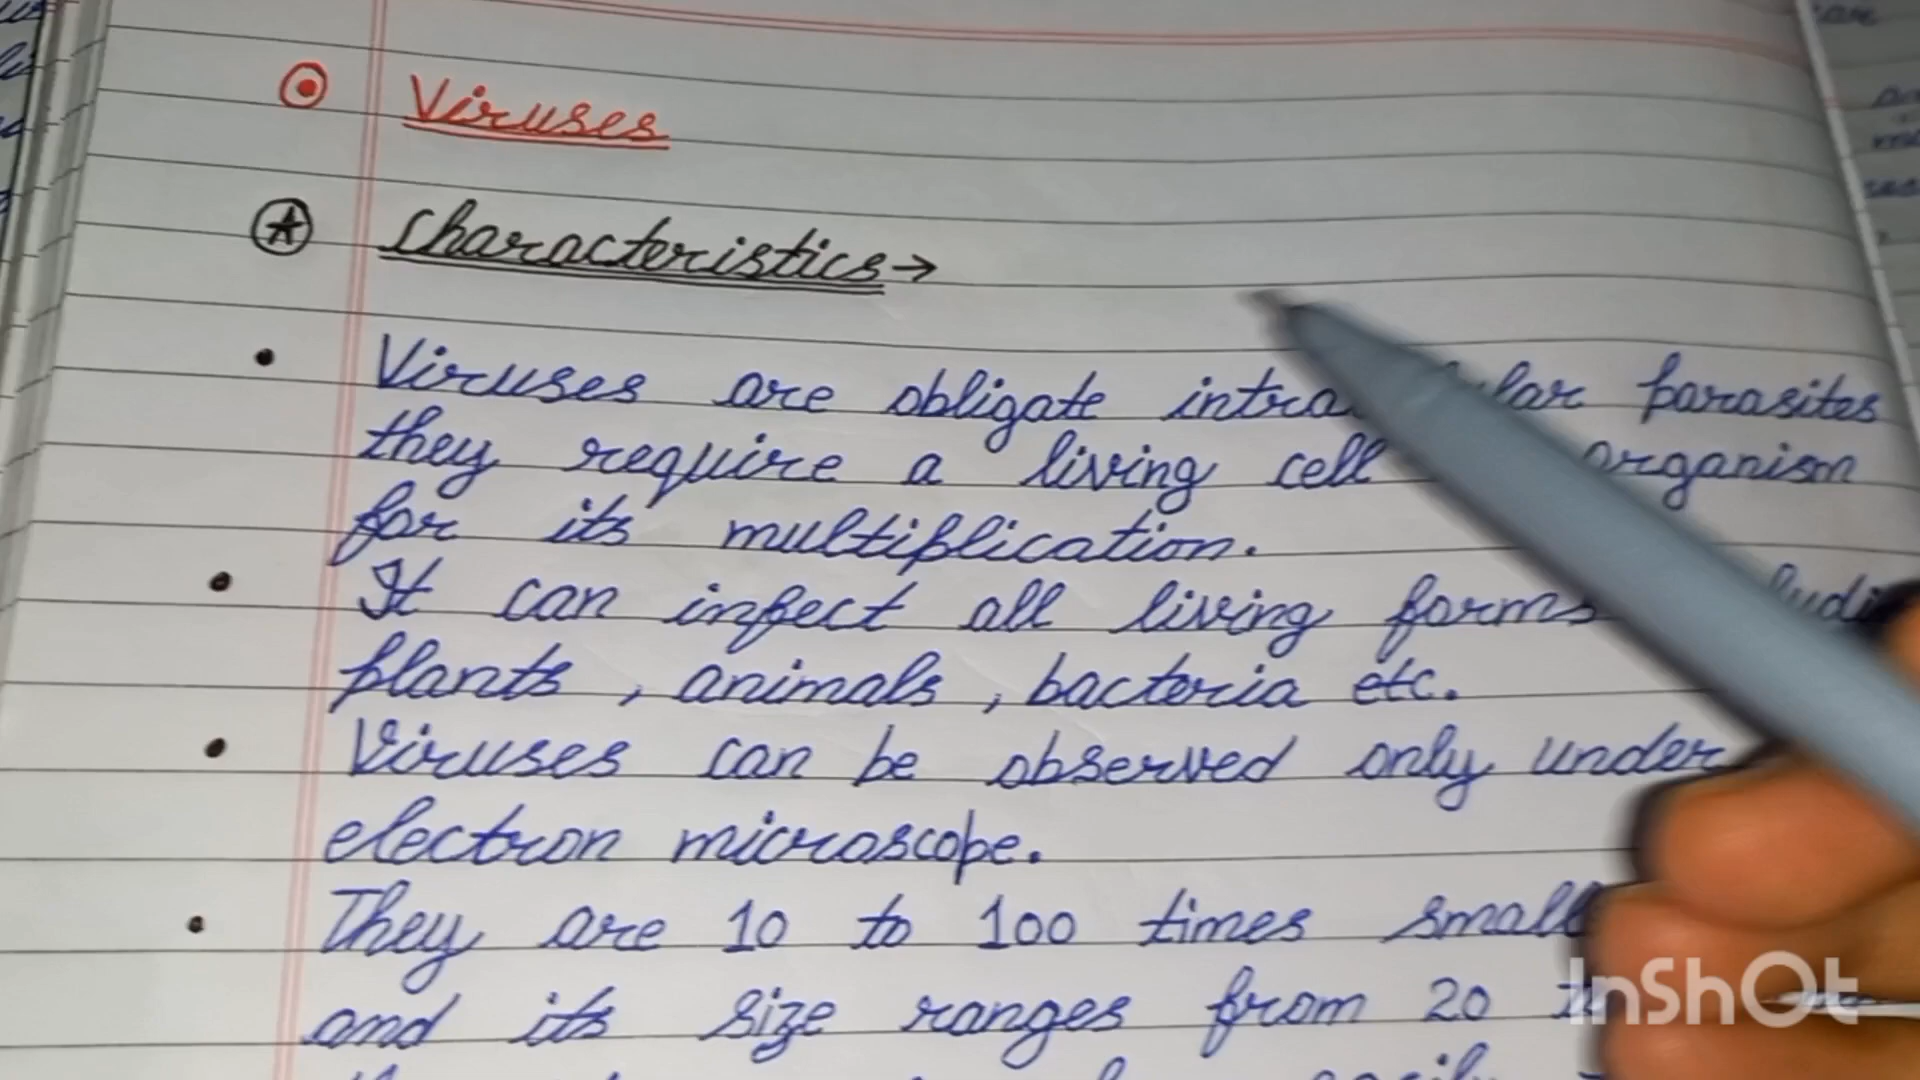 Viruses
Characteristics →
Viruses are obligate parasites
they require a living cell organism
for its multiplication.
It can infect all living forms
plants, animals, bacteria etc.
Viruses can be observed only under
electron microscope.
They are 10 to 100 times
and its size ranges from 20
InShOt